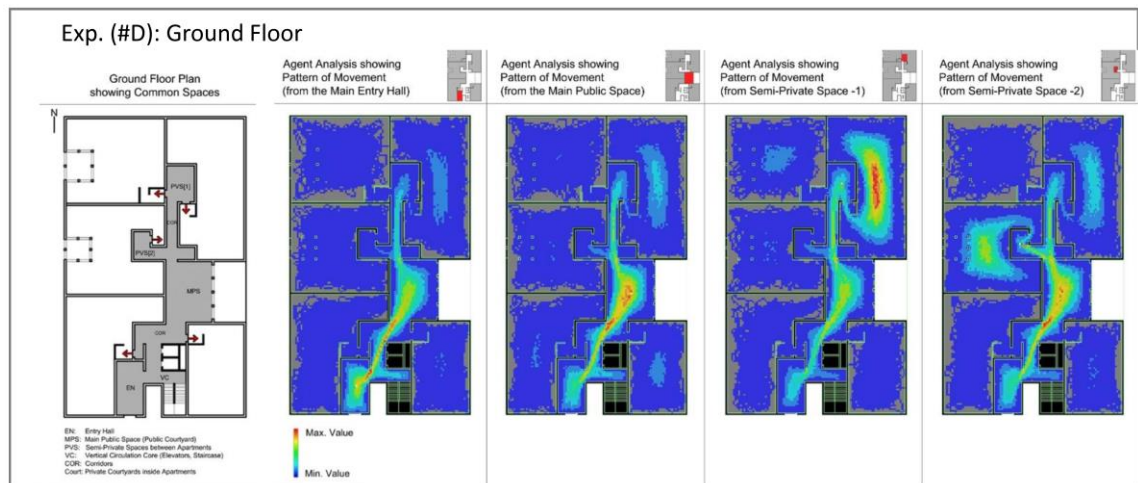 Exp. (#D): Ground Floor
Ground Floor Plan
showing Common Spaces
N
PVS[1]
COR
PVS[2]
MPS
COR
VC
EN
EN: Entry Hall
MPS: Main Public Space (Public Courtyard)
PVS: Semi-Private Spaces between Apartments
VC: Vertical Circulation Core (Elevators, Staircase)
COR: Corridors
Court: Private Courtyards inside Apartments
Agent Analysis showing
Pattern of Movement
(from the Main Entry Hall)
Max. Value
Min. Value
Agent Analysis showing
Pattern of Movement
(from the Main Public Space)
Agent Analysis showing
Pattern of Movement
(from Semi-Private Space -1)
Agent Analysis showing
Pattern of Movement
(from Semi-Private Space -2)